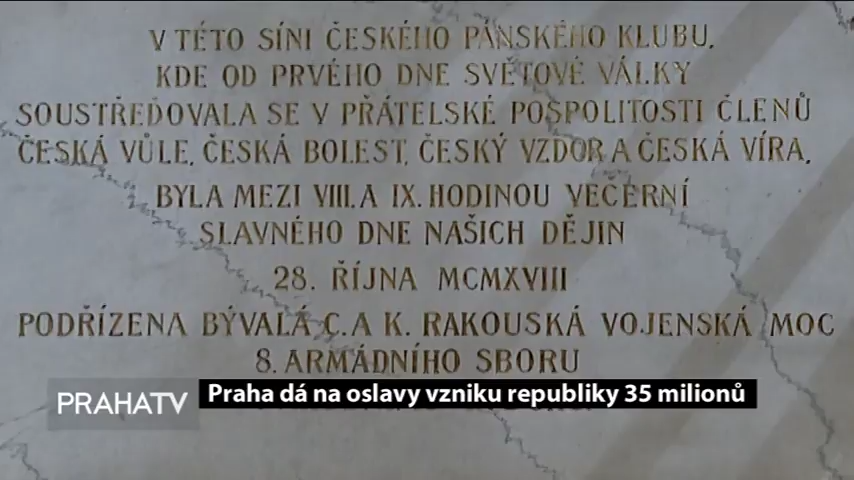 V TÉTO SÍNI ČESKÉHO PÁNSKÉHO KLUBU,
KDE OD PRVÉHO DNE SVĚTOVÉ VÁLKY
SOUSTŘEĎOVALA SE V PŘÁTELSKÉ POSPOLITOSTI ČLENŮ
ČESKÁ VŮLE, ČESKÁ BOLEST, ČESKÝ VZDOR A ČESKÁ VÍRA,
BYLA MEZI VIII. A IX. HODINOU VEČERNÍ
SLAVNÉHO DNE NAŠICH DĚJIN
28. ŘÍJNA MCMXVIII
PODŘÍZENA BÝVALÁ C. A K. RAKOUSKÁ VOJENSKÁ MOC
8. ARMÁDNÍHO SBORU
PRAHATV
Praha dá na oslavy vzniku republiky 35 milionů